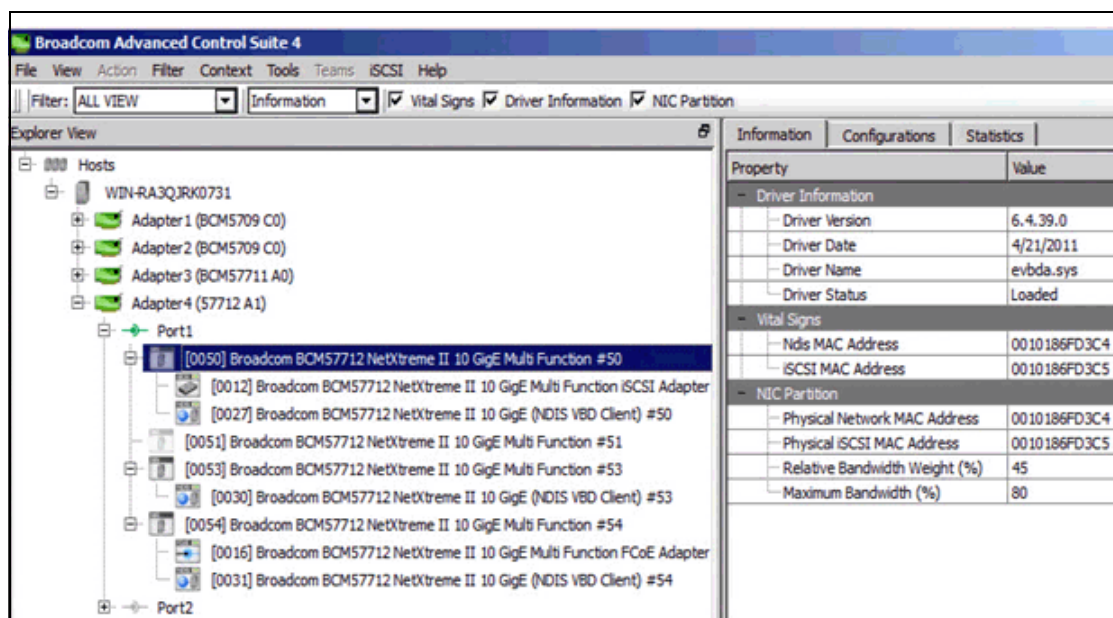 Broadcom Advanced Control Suite 4
File View Action Filter Context Tools Teams iSCSI Help
Filter: ALL VIEW Information Vital Signs Driver Information NIC Partition
Explorer View
Hosts
WIN-RA3QJRK0731
Adapter1 (BCM5709 C0)
Adapter2 (BCM5709 C0)
Adapter3 (BCM57711 A0)
Adapter4 (57712 A1)
Port1
[0050] Broadcom BCM57712 NetXtreme II 10 GigE Multi Function #50
[0012] Broadcom BCM57712 NetXtreme II 10 GigE Multi Function iSCSI Adapter
[0027] Broadcom BCM57712 NetXtreme II 10 GigE (NDIS VBD Client) #50
[0051] Broadcom BCM57712 NetXtreme II 10 GigE Multi Function #51
[0053] Broadcom BCM57712 NetXtreme II 10 GigE Multi Function #53
[0030] Broadcom BCM57712 NetXtreme II 10 GigE (NDIS VBD Client) #53
[0054] Broadcom BCM57712 NetXtreme II 10 GigE Multi Function #54
[0016] Broadcom BCM57712 NetXtreme II 10 GigE Multi Function FCoE Adapter
[0031] Broadcom BCM57712 NetXtreme II 10 GigE (NDIS VBD Client) #54
Port2
Information Configurations Statistics
Property Value
Driver Information
Driver Version 6.4.39.0
Driver Date 4/21/2011
Driver Name evbda.sys
Driver Status Loaded
Vital Signs
Ndis MAC Address 0010186FD3C4
iSCSI MAC Address 0010186FD3C5
NIC Partition
Physical Network MAC Address 0010186FD3C4
Physical iSCSI MAC Address 0010186FD3C5
Relative Bandwidth Weight (%) 45
Maximum Bandwidth (%) 80